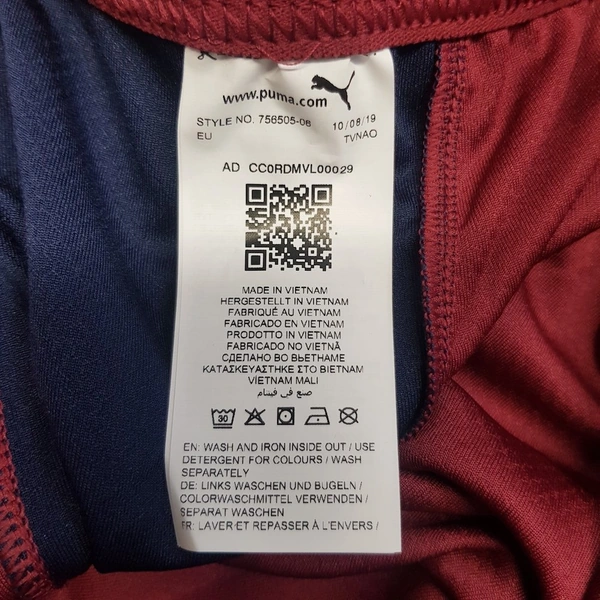 www.puma.com
STYLE NO. 756505-06 10/08/19
EU TVNAO
AD CC0RDMVL00029
MADE IN VIETNAM
HERGESTELLT IN VIETNAM
FABRIQUÉ AU VIETNAM
FABRICADO EN VIETNAM
PRODOTTO IN VIETNAM
FABRICADO NO VIETNÃ
СДЕЛАНО ВО ВЬЕТНАМЕ
ΚΑΤΑΣΚΕΥΑΣΤΗΚΕ ΣΤΟ ΒΙΕΤΝΑΜ
VİETNAM MALI
صنع في فيتنام
30
EN: WASH AND IRON INSIDE OUT / USE
DETERGENT FOR COLOURS / WASH
SEPARATELY
DE: LINKS WASCHEN UND BÜGELN /
COLORWASCHMITTEL VERWENDEN /
SEPARAT WASCHEN
FR: LAVER ET REPASSER À L'ENVERS /